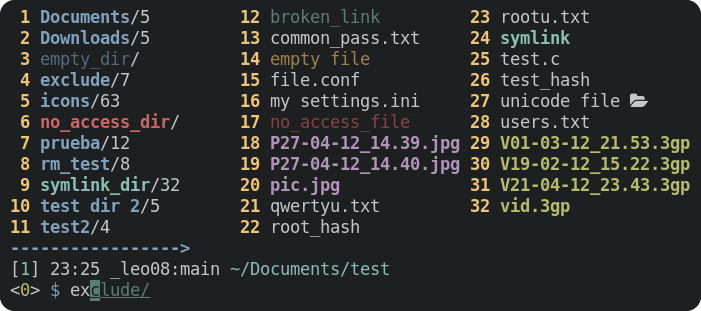 1 Documents/5 12 broken_link 23 rootu.txt
2 Downloads/5 13 common_pass.txt 24 symlink
3 empty_dir/ 14 empty file 25 test.c
4 exclude/7 15 file.conf 26 test_hash
5 icons/63 16 my settings.ini 27 unicode file 📂
6 no_access_dir/ 17 no_access_file 28 users.txt
7 prueba/12 18 P27-04-12_14.39.jpg 29 V01-03-12_21.53.3gp
8 rm_test/8 19 P27-04-12_14.40.jpg 30 V19-02-12_15.22.3gp
9 symlink_dir/32 20 pic.jpg 31 V21-04-12_23.43.3gp
10 test dir 2/5 21 qwertyu.txt 32 vid.3gp
11 test2/4 22 root_hash
----------------->
[1] 23:25 _leo08:main ~/Documents/test
<0> $ exclude/